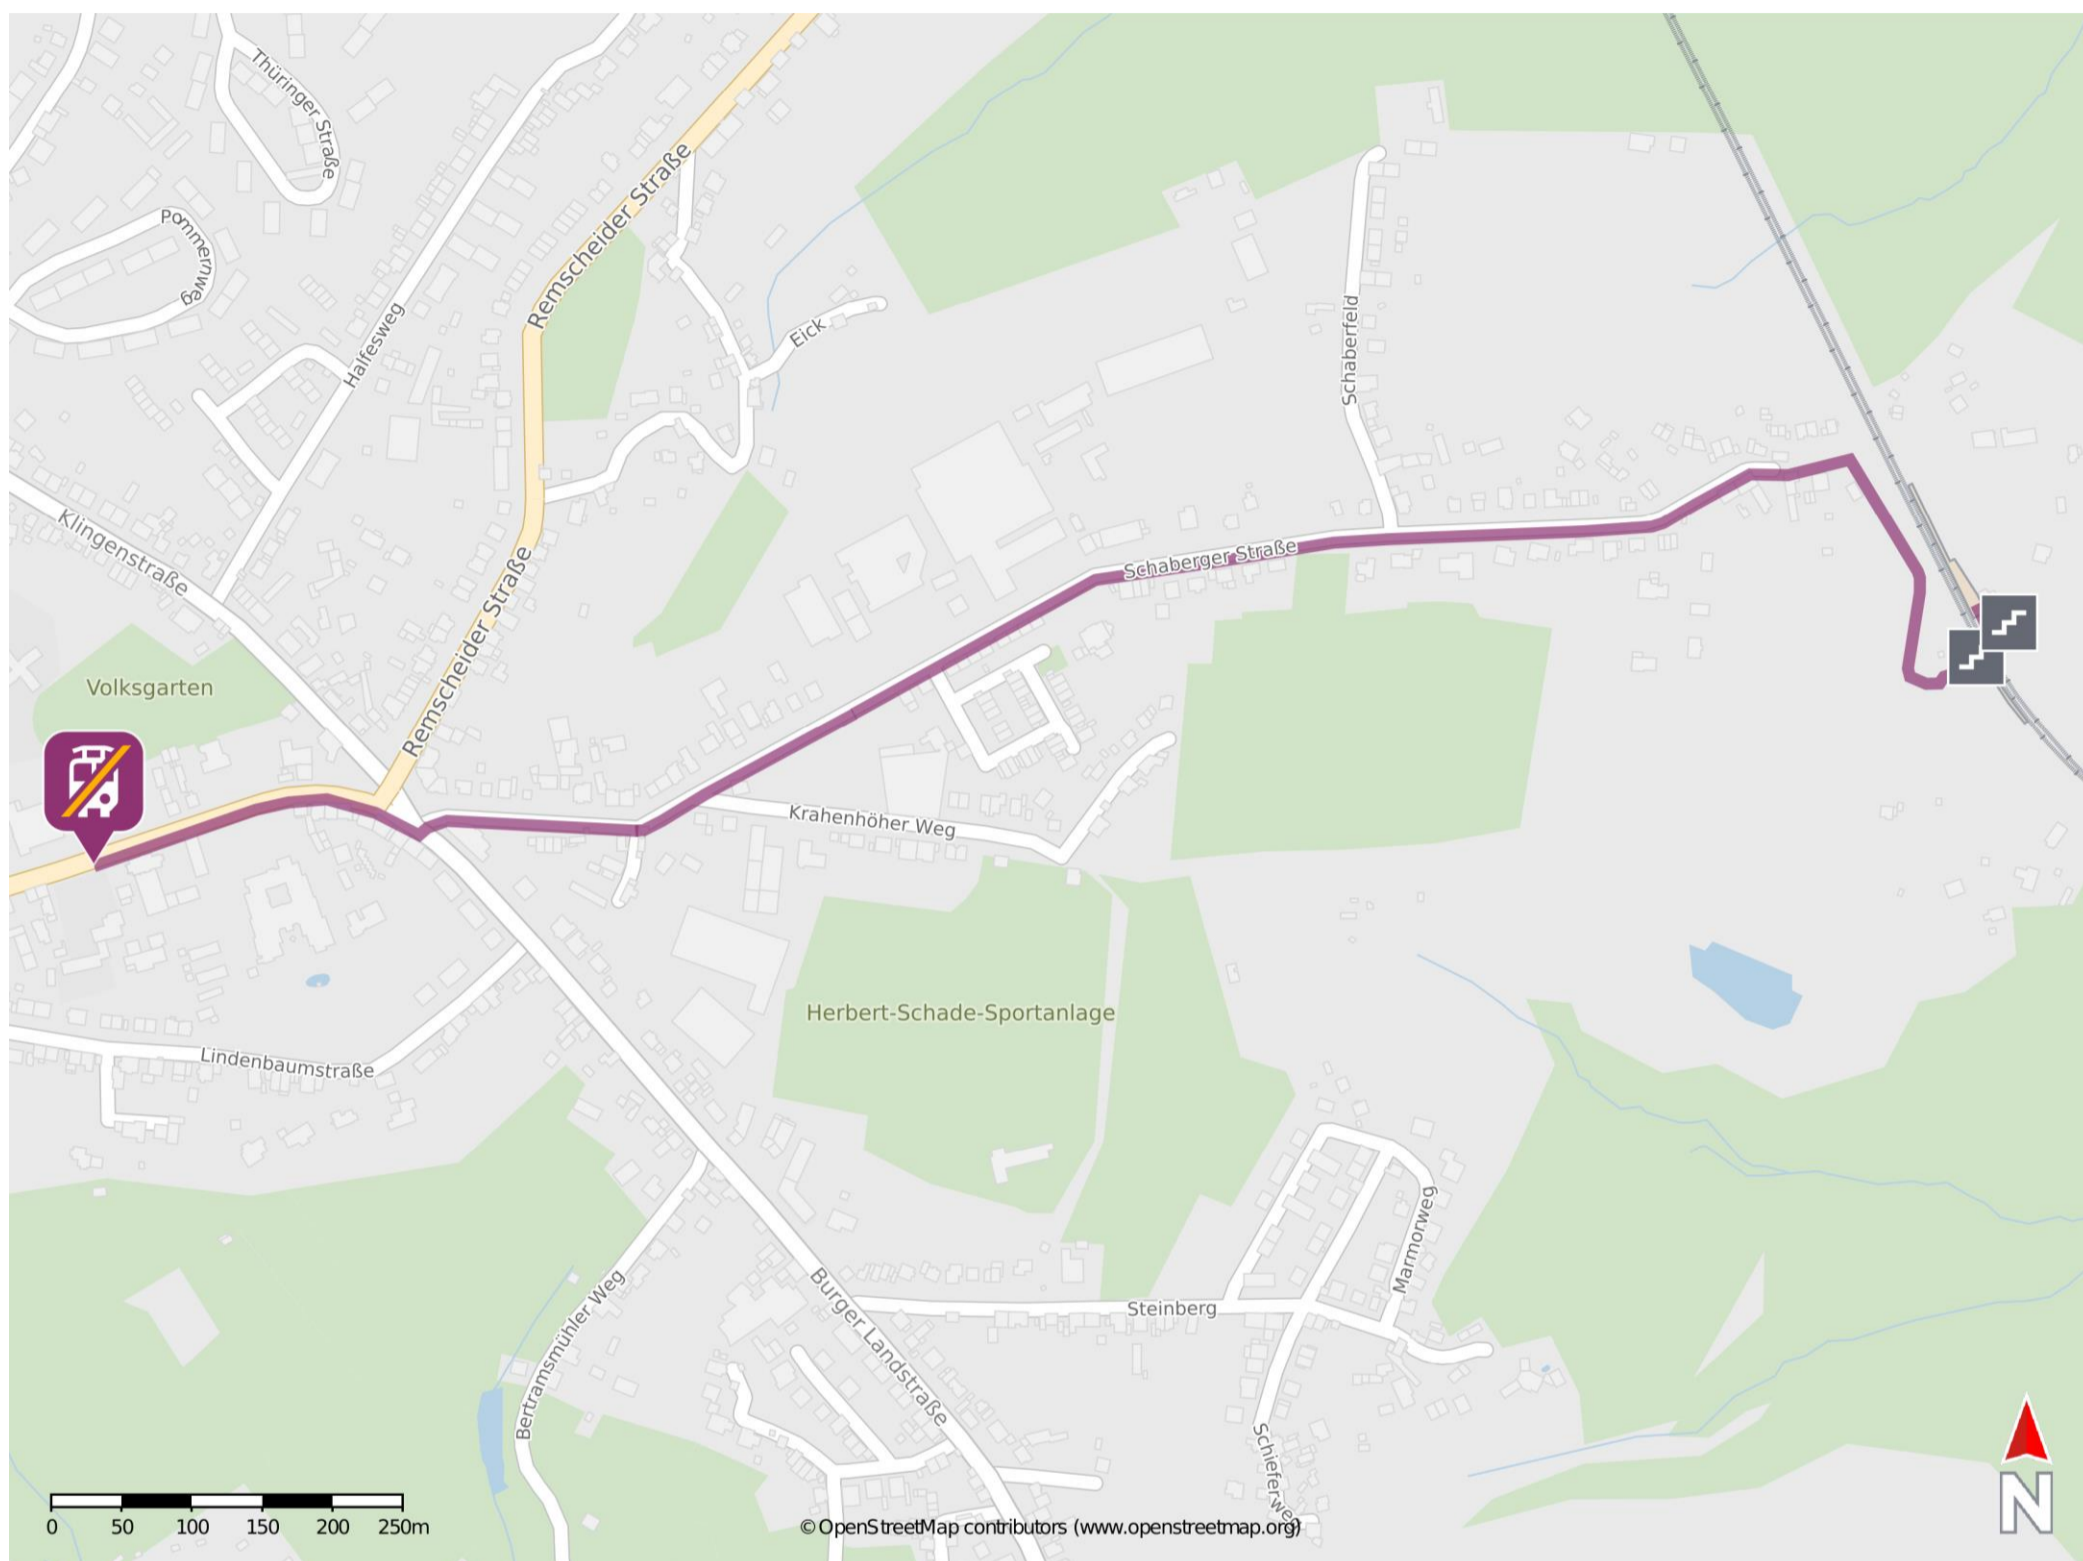 Thüringer Straße
Pommernweg
Halfesweg
Remscheider Straße
Eick
Schaberfeld
Klingenstraße
Remscheider Straße
Schaberger Straße
Volksgarten
Krahenhöher Weg
Herbert-Schade-Sportanlage
Lindenbaumstraße
Marmorweg
Steinberg
Bertramsmühler Weg
Burger Landstraße
Schieferweg
N
0 50 100 150 200 250m
© OpenStreetMap contributors (www.openstreetmap.org)